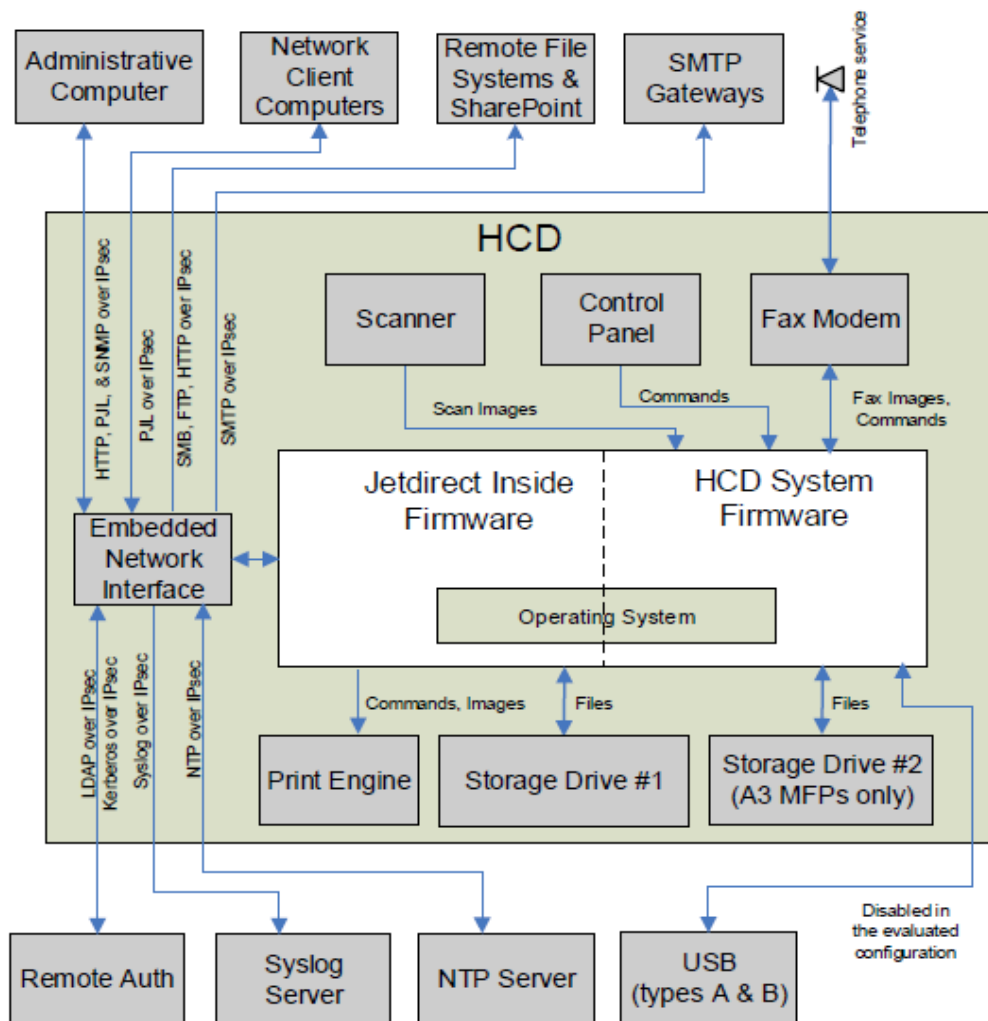 Administrative
Computer
Network
Client
Computers
Remote File
Systems &
SharePoint
SMTP
Gateways
Telephone service
HCD
HTTP, PJL, & SNMP over IPsec
PJL over IPsec
SMB, FTP, HTTP over IPsec
SMTP over IPsec
Scanner
Control
Panel
Fax Modem
Scan Images
Commands
Fax Images,
Commands
Jetdirect Inside
Firmware
HCD System
Firmware
Embedded
Network
Interface
Operating System
LDAP over IPsec
Kerberos over IPsec
Syslog over IPsec
NTP over IPsec
Commands, Images
Files
Files
Print Engine
Storage Drive #1
Storage Drive #2
(A3 MFPs only)
Disabled in
the evaluated
configuration
Remote Auth
Syslog
Server
NTP Server
USB
(types A & B)